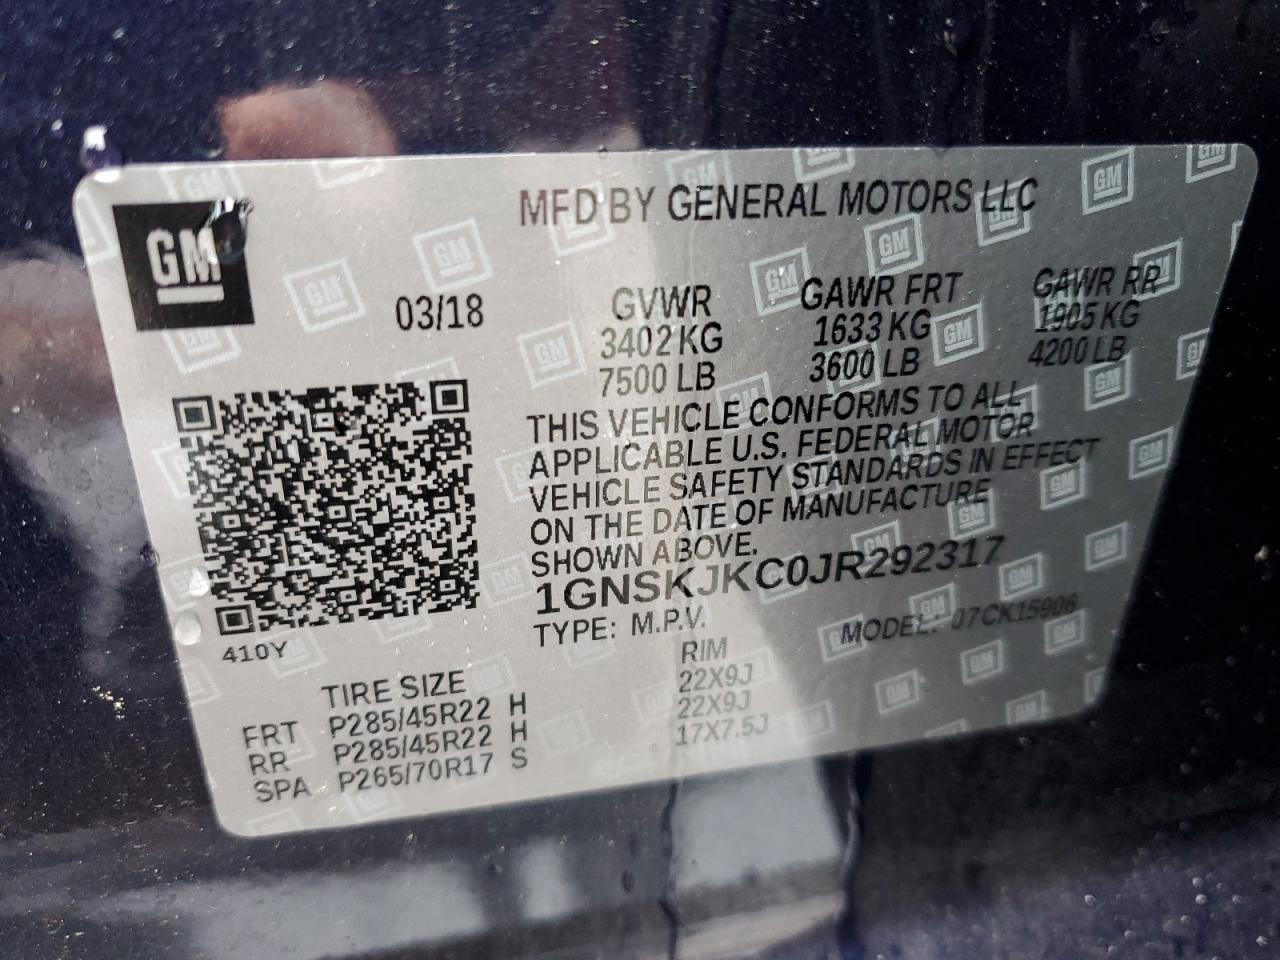 GM
MFD BY GENERAL MOTORS LLC
03/18
GVWR GAWR FRT GAWR RR
3402 KG 1633 KG 1905 KG
7500 LB 3600 LB 4200 LB
THIS VEHICLE CONFORMS TO ALL
APPLICABLE U.S. FEDERAL MOTOR
VEHICLE SAFETY STANDARDS IN EFFECT
ON THE DATE OF MANUFACTURE
SHOWN ABOVE.
1GNSKJKC0JR292317
TYPE: M.P.V. MODEL: 07CK15906
410Y
TIRE SIZE RIM
FRT P285/45R22 H 22X9J
RR P285/45R22 H 22X9J
SPA P265/70R17 S 17X7.5J